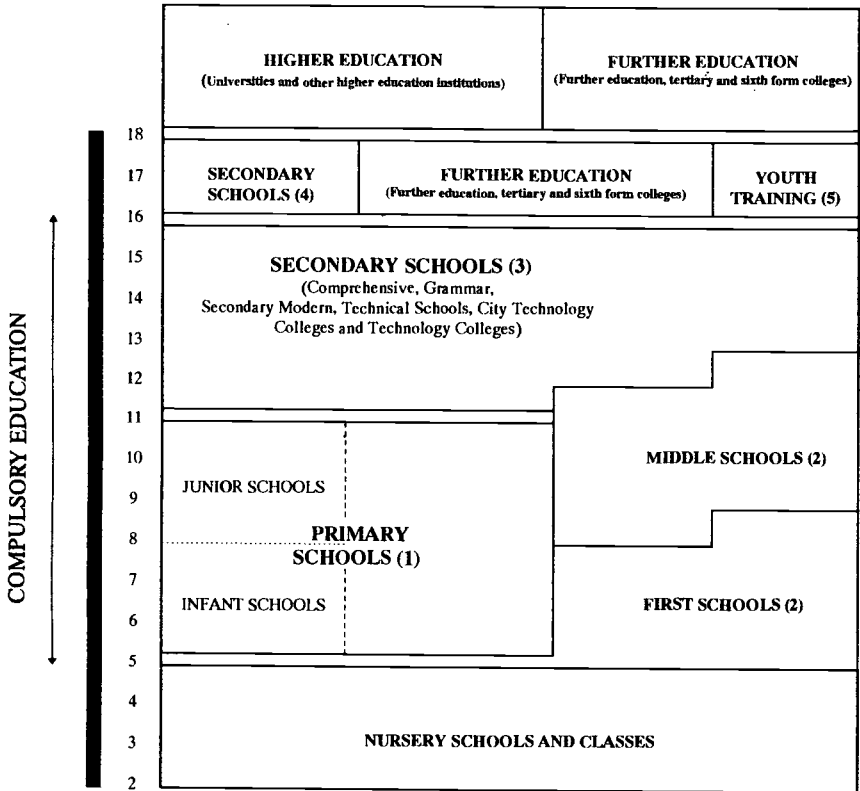 HIGHER EDUCATION
(Universities and other higher education institutions)
FURTHER EDUCATION
(Further education, tertiary and sixth form colleges)
18
17
16
SECONDARY
SCHOOLS (4)
FURTHER EDUCATION
(Further education, tertiary and sixth form colleges)
YOUTH
TRAINING (5)
15
14
13
12
11
SECONDARY SCHOOLS (3)
(Comprehensive, Grammar,
Secondary Modern, Technical Schools, City Technology
Colleges and Technology Colleges)
10
9
8
7
6
5
JUNIOR SCHOOLS
PRIMARY
SCHOOLS (1)
INFANT SCHOOLS
MIDDLE SCHOOLS (2)
FIRST SCHOOLS (2)
4
3
2
NURSERY SCHOOLS AND CLASSES
COMPULSORY EDUCATION